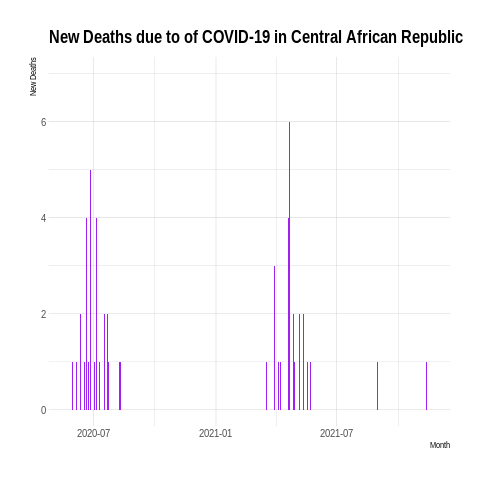 New Deaths due to of COVID-19 in Central African Republic
New Deaths
6
4
2
0
2020-07
2021-01
2021-07
Month